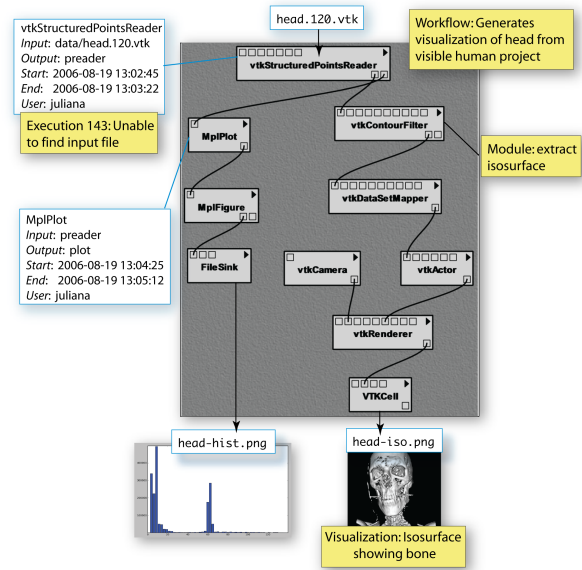 head.120.vtk
vtkStructuredPointsReader
Input: data/head.120.vtk
Output: preader
Start: 2006-08-19 13:02:45
End: 2006-08-19 13:03:22
User: juliana
Workflow: Generates
visualization of head from
visible human project
vtkStructuredPointsReader
Execution 143: Unable
to find input file
MplPlot
vtkContourFilter
Module: extract
isosurface
vtkDataSetMapper
MplFigure
MplPlot
Input: preader
Output: plot
Start: 2006-08-19 13:04:25
End: 2006-08-19 13:05:12
User: juliana
FileSink
vtkCamera
vtkActor
vtkRenderer
VTKCell
head-hist.png
head-iso.png
Visualization: Isosurface
showing bone